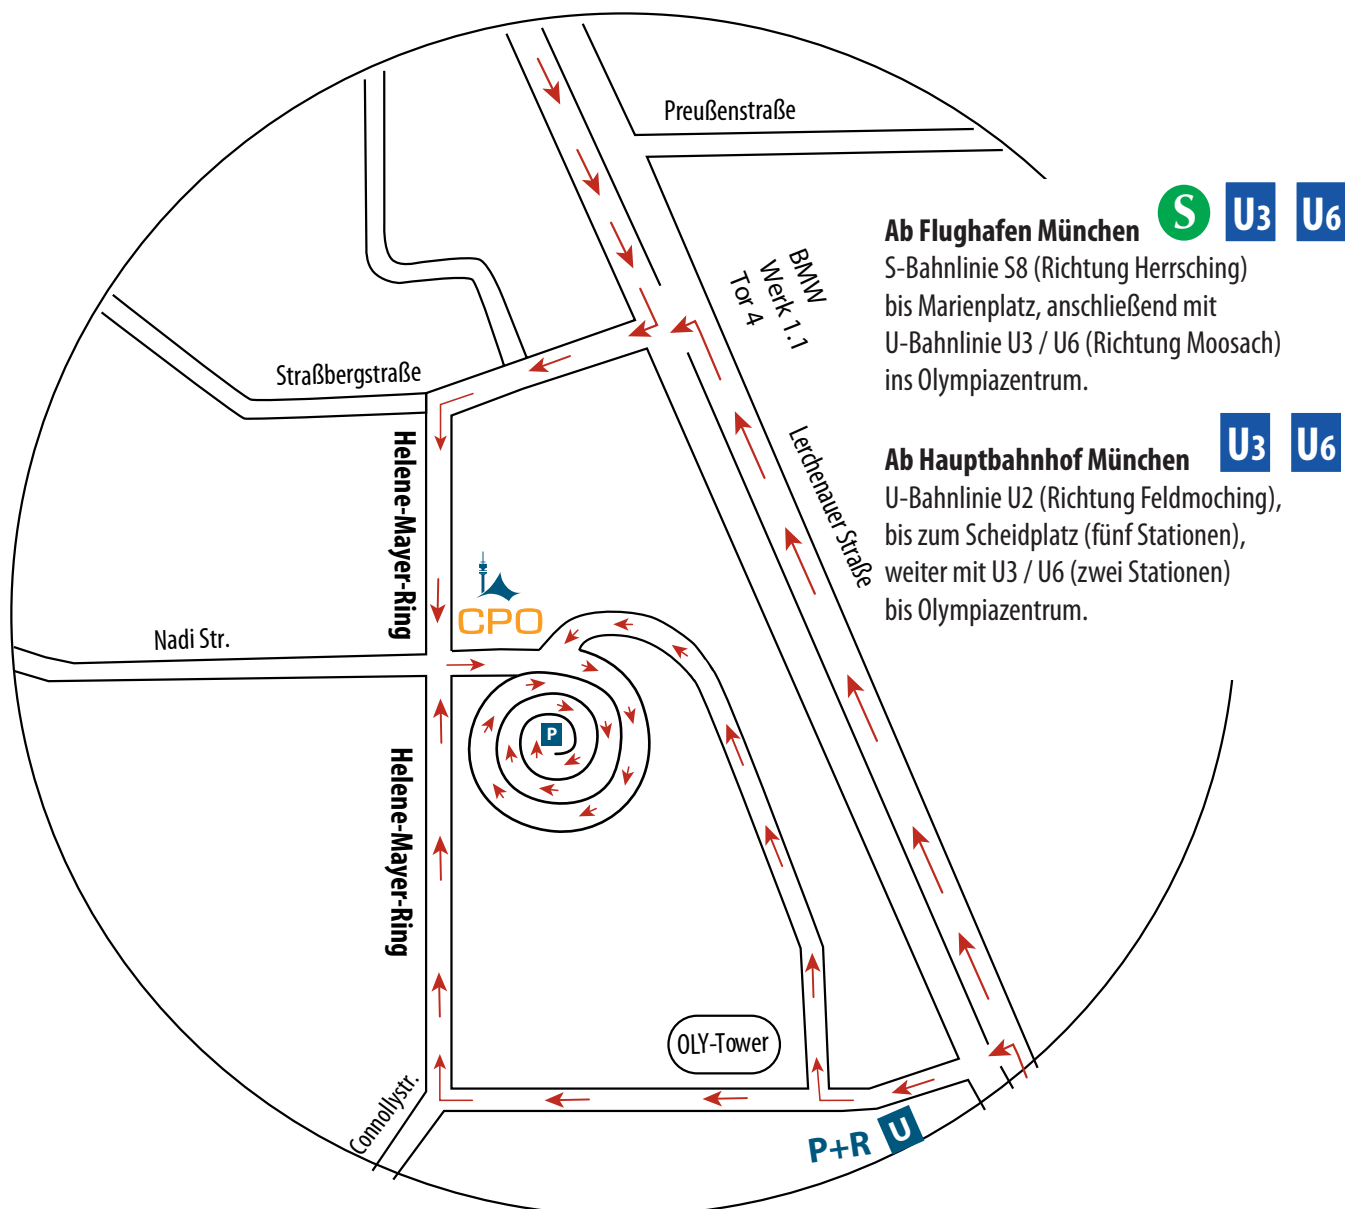 Preußenstraße
S U3 U6
Ab Flughafen München
S-Bahnlinie S8 (Richtung Herrsching)
bis Marienplatz, anschließend mit
U-Bahnlinie U3 / U6 (Richtung Moosach)
ins Olympiazentrum.
BMW
Werk 1.1
Tor 4
Straßbergstraße
U3 U6
Ab Hauptbahnhof München
U-Bahnlinie U2 (Richtung Feldmoching),
bis zum Scheidplatz (fünf Stationen),
weiter mit U3 / U6 (zwei Stationen)
bis Olympiazentrum.
Lerchenauer Straße
Helene-Mayer-Ring
CPO
Nadi Str.
P
Helene-Mayer-Ring
OLY-Tower
Connollystr.
P+R U